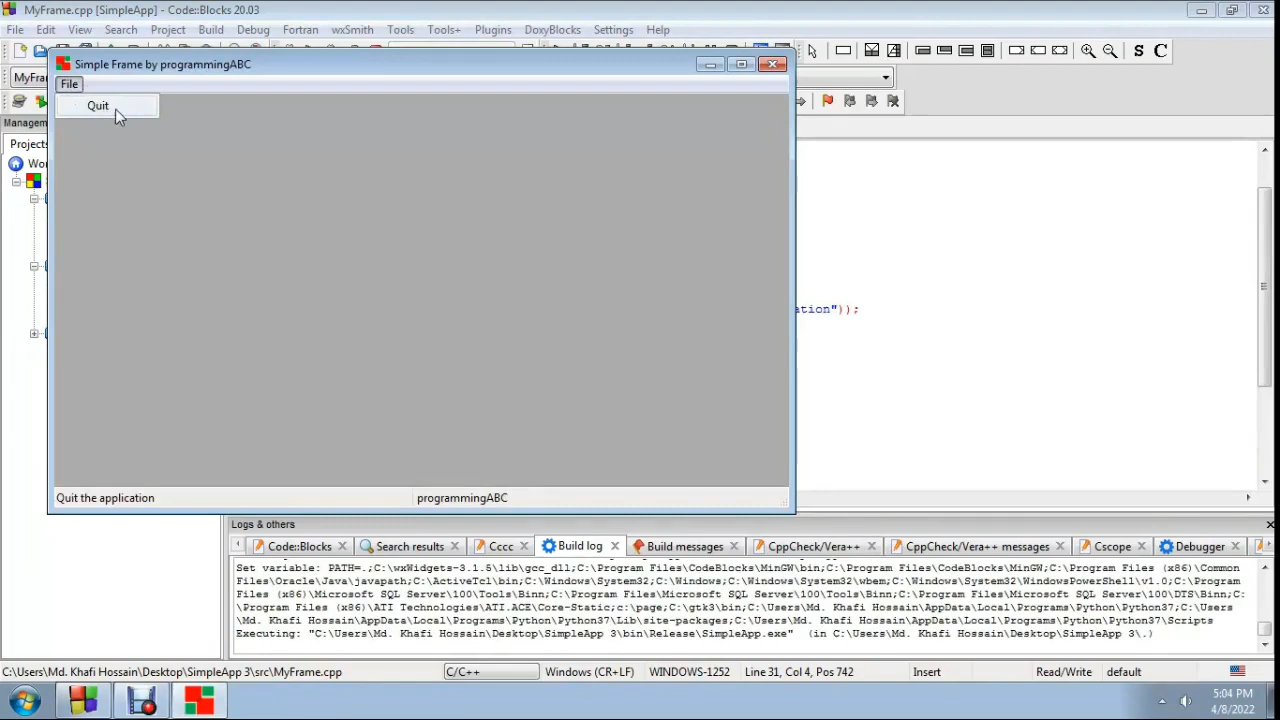 MyFrame.cpp [SimpleApp] - Code::Blocks 20.03
File Edit View Search Project Build Debug Fortran wxSmith Tools Tools+ Plugins DoxyBlocks Settings Help
Simple Frame by programmingABC
MyFra
File
Quit
Managem
Projects
Wor
ation"));
Quit the application programmingABC
Logs & others
Code::Blocks Search results Cccc Build log Build messages CppCheck/Vera++ CppCheck/Vera++ messages Cscope Debugger
Set variable: PATH=.;C:\wxWidgets-3.1.5\lib\gcc_dll;C:\Program Files\CodeBlocks\MinGW\bin;C:\Program Files\CodeBlocks\MinGW;C:\Program Files (x86)\Common
Files\Oracle\Java\javapath;C:\ActiveTcl\bin;C:\Windows\System32;C:\Windows;C:\Windows\System32\wbem;C:\Windows\System32\WindowsPowerShell\v1.0;C:\Program
Files (x86)\Microsoft SQL Server\100\Tools\Binn;C:\Program Files\Microsoft SQL Server\100\Tools\Binn;C:\Program Files\Microsoft SQL Server\100\DTS\Binn;C:
\Program Files (x86)\ATI Technologies\ATI.ACE\Core-Static;c:\page;C:\gtk3\bin;C:\Users\Md. Khafi Hossain\AppData\Local\Programs\Python\Python37;C:\Users
\Md. Khafi Hossain\AppData\Local\Programs\Python\Python37\Lib\site-packages;C:\Users\Md. Khafi Hossain\AppData\Local\Programs\Python\Python37\Scripts
Executing: "C:\Users\Md. Khafi Hossain\Desktop\SimpleApp 3\bin\Release\SimpleApp.exe" (in C:\Users\Md. Khafi Hossain\Desktop\SimpleApp 3\.)
C:\Users\Md. Khafi Hossain\Desktop\SimpleApp 3\src\MyFrame.cpp C/C++ Windows (CR+LF) WINDOWS-1252 Line 31, Col 4, Pos 742 Insert Read/Write default
5:04 PM
4/8/2022